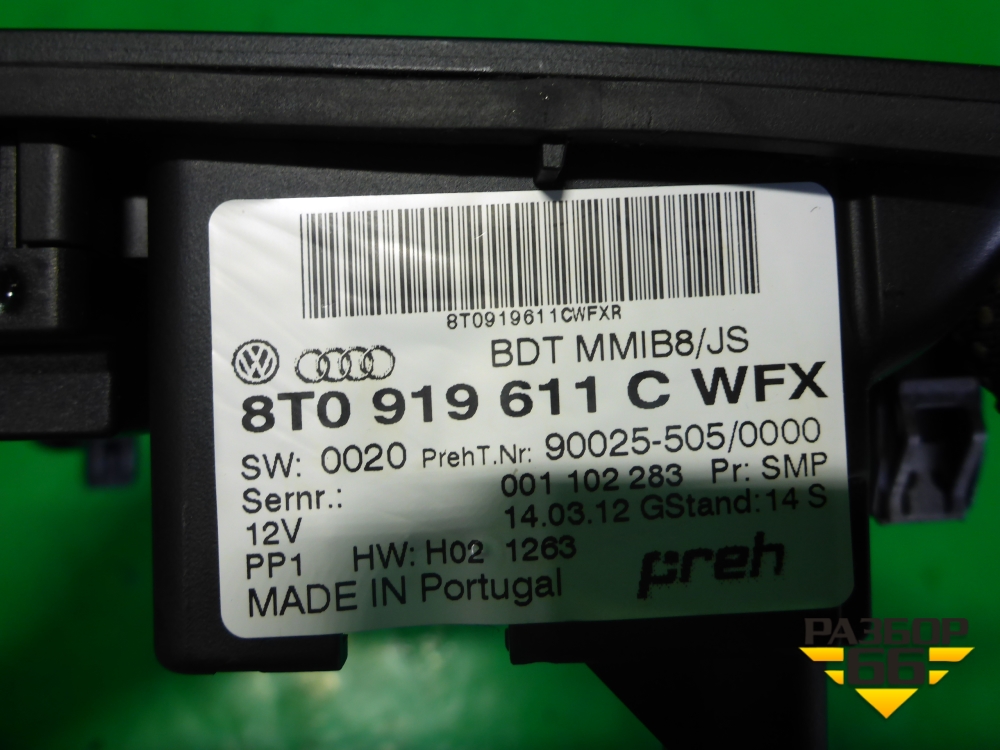 8T0919611CWFXR
BDT MMIB8/JS
8T0 919 611 C WFX
SW: 0020 PrehT.Nr: 90025-505/0000
Sernr.: 001 102 283 Pr: SMP
12V 14.03.12 GStand: 14 S
PP1 HW: H02 1263
MADE IN Portugal
preh
РАЗБОР
66